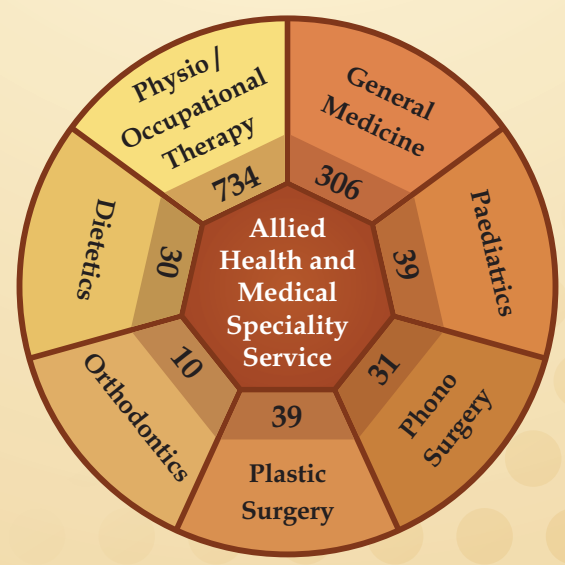 Allied
Health and
Medical
Speciality
Service
General
Medicine
306
Paediatrics
39
Phono
Surgery
31
Plastic
Surgery
39
Orthodontics
10
Dietetics
30
Physio /
Occupational
Therapy
734